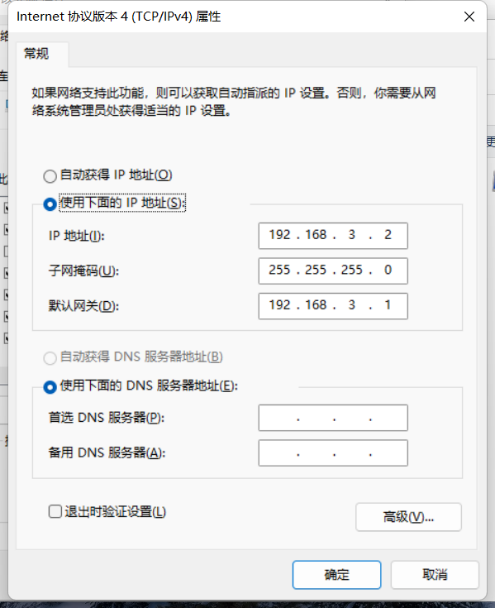 Internet 协议版本 4 (TCP/IPv4) 属性
常规
如果网络支持此功能，则可以获取自动指派的 IP 设置。否则，你需要从网
络系统管理员处获得适当的 IP 设置。
自动获得 IP 地址(O)
使用下面的 IP 地址(S):
IP 地址(I): 192 . 168 . 3 . 2
子网掩码(U): 255 . 255 . 255 . 0
默认网关(D): 192 . 168 . 3 . 1
自动获得 DNS 服务器地址(B)
使用下面的 DNS 服务器地址(E):
首选 DNS 服务器(P): . . .
备用 DNS 服务器(A): . . .
退出时验证设置(L)
高级(V)...
确定 取消